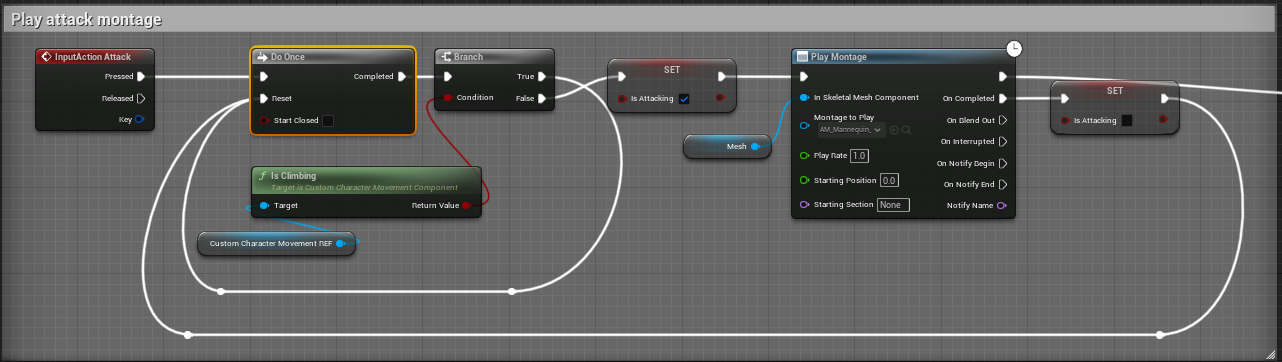 Play attack montage
InputAction Attack
Pressed
Released
Key
Do Once
Completed
Reset
Start Closed
Branch
True
Condition
False
SET
Is Attacking
Play Montage
In Skeletal Mesh Component
On Completed
Montage to Play
AM_Mannequin_
On Blend Out
On Interrupted
Play Rate 1.0
On Notify Begin
Starting Position 0.0
On Notify End
Starting Section None
Notify Name
SET
Is Attacking
Mesh
f Is Climbing
Target is Custom Character Movement Component
Target
Return Value
Custom Character Movement REF